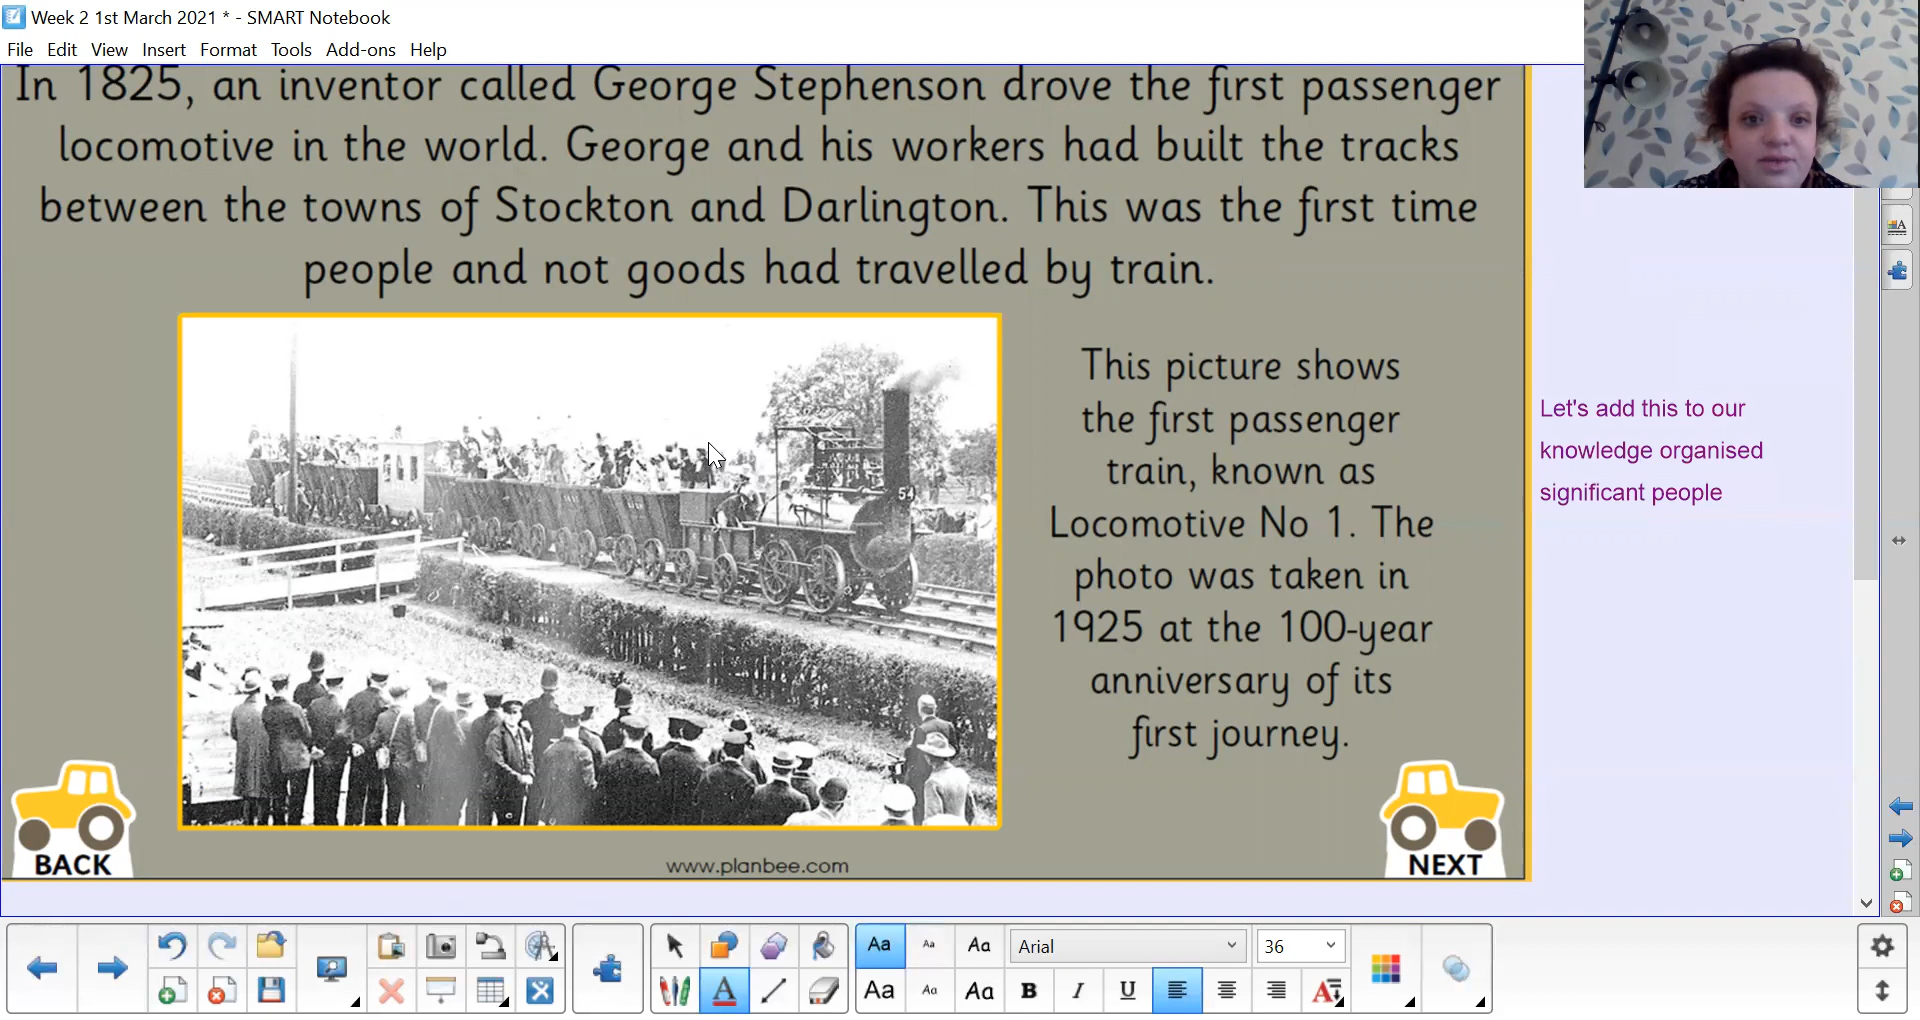 Week 2 1st March 2021 * - SMART Notebook
File Edit View Insert Format Tools Add-ons Help
In 1825, an inventor called George Stephenson drove the first passenger
locomotive in the world. George and his workers had built the tracks
between the towns of Stockton and Darlington. This was the first time
people and not goods had travelled by train.
This picture shows
the first passenger
train, known as
Locomotive No 1. The
photo was taken in
1925 at the 100-year
anniversary of its
first journey.
Let's add this to our
knowledge organised
significant people
54
BACK
NEXT
www.planbee.com
Aa Aa Aa Arial 36
Aa Aa Aa B I U